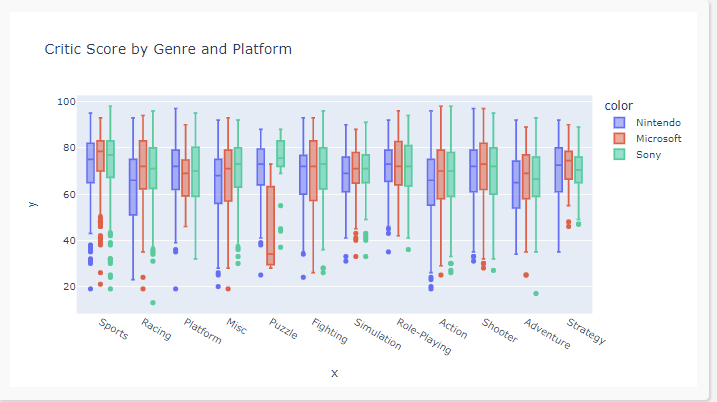 Critic Score by Genre and Platform
color
Nintendo
Microsoft
Sony
y
100
80
60
40
20
Sports
Racing
Platform
Misc
Puzzle
Fighting
Simulation
Role-Playing
Action
Shooter
Adventure
Strategy
x